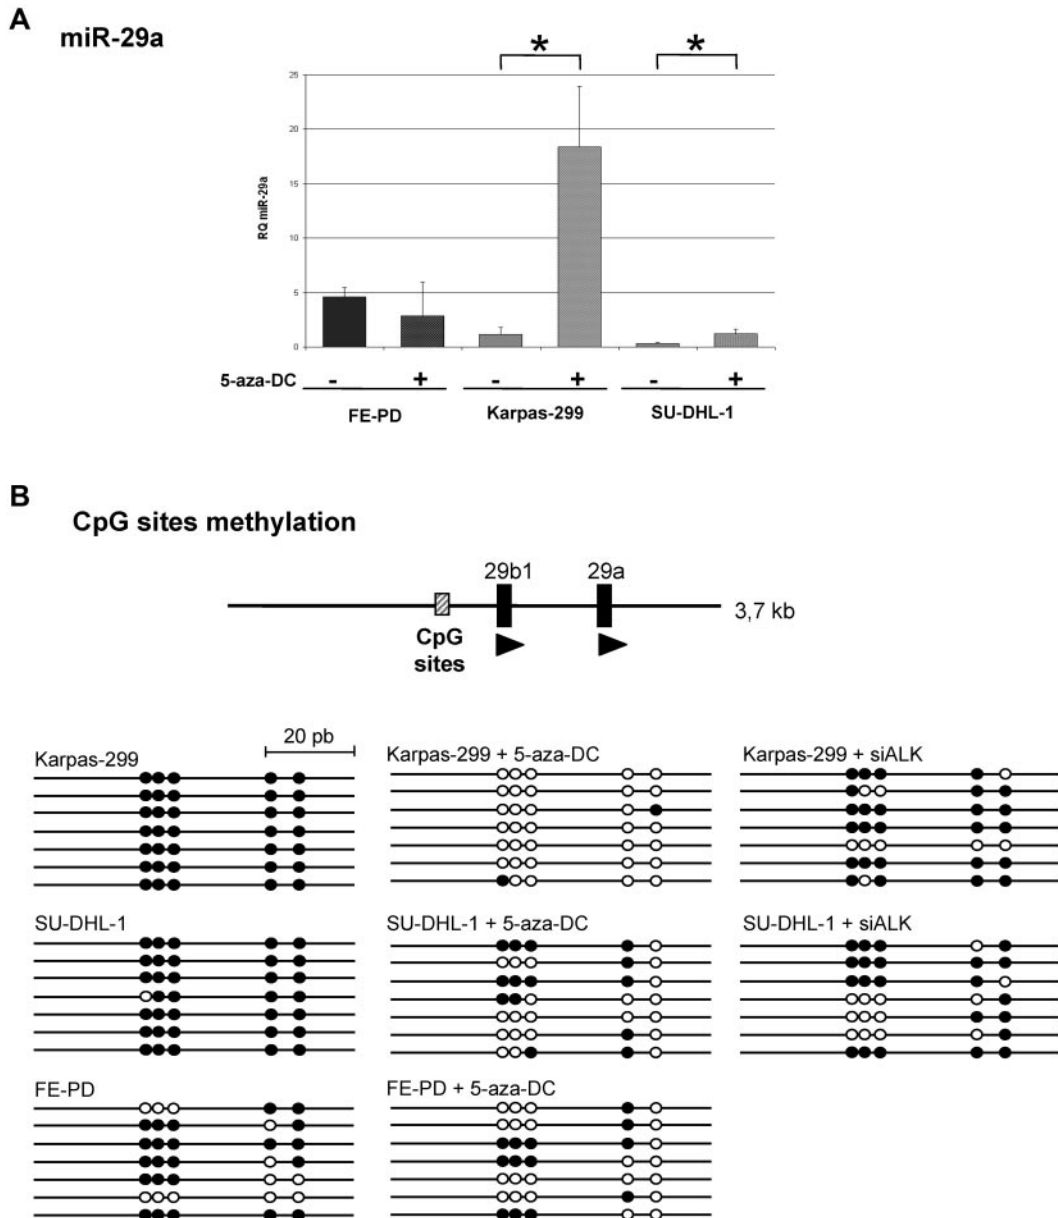 A
miR-29a
* *
25
20
15
10
5
0
RQ miR-29a
5-aza-DC - + - + - +
FE-PD Karpas-299 SU-DHL-1
B
CpG sites methylation
29b1 29a
3,7 kb
CpG
sites
20 pb
Karpas-299 Karpas-299 + 5-aza-DC Karpas-299 + siALK
SU-DHL-1 SU-DHL-1 + 5-aza-DC SU-DHL-1 + siALK
FE-PD FE-PD + 5-aza-DC